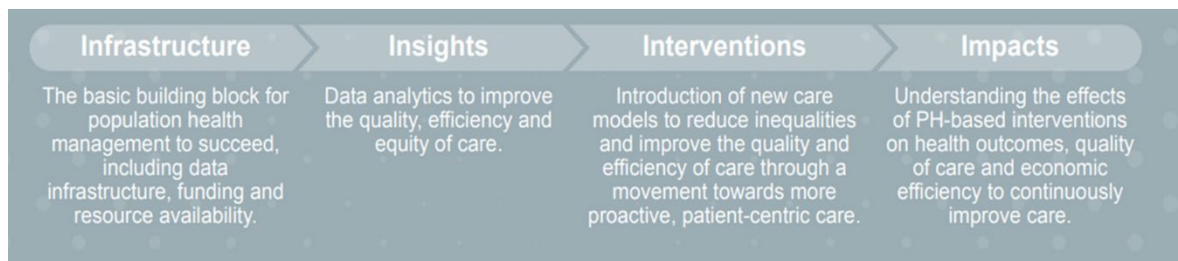 Infrastructure
The basic building block for
population health
management to succeed,
including data
infrastructure, funding and
resource availability.
Insights
Data analytics to improve
the quality, efficiency and
equity of care.
Interventions
Introduction of new care
models to reduce inequalities
and improve the quality and
efficiency of care through a
movement towards more
proactive, patient-centric care.
Impacts
Understanding the effects
of PH-based interventions
on health outcomes, quality
of care and economic
efficiency to continuously
improve care.